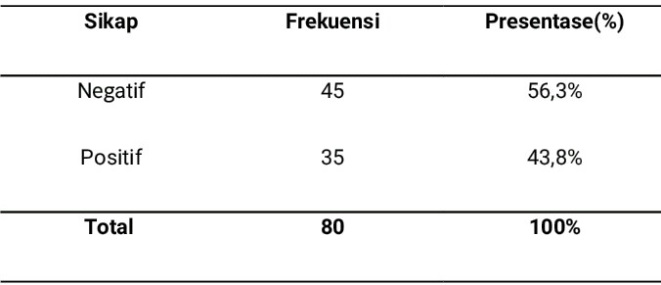 Sikap Frekuensi Presentase(%)
Negatif 45 56,3%
Positif 35 43,8%
Total 80 100%